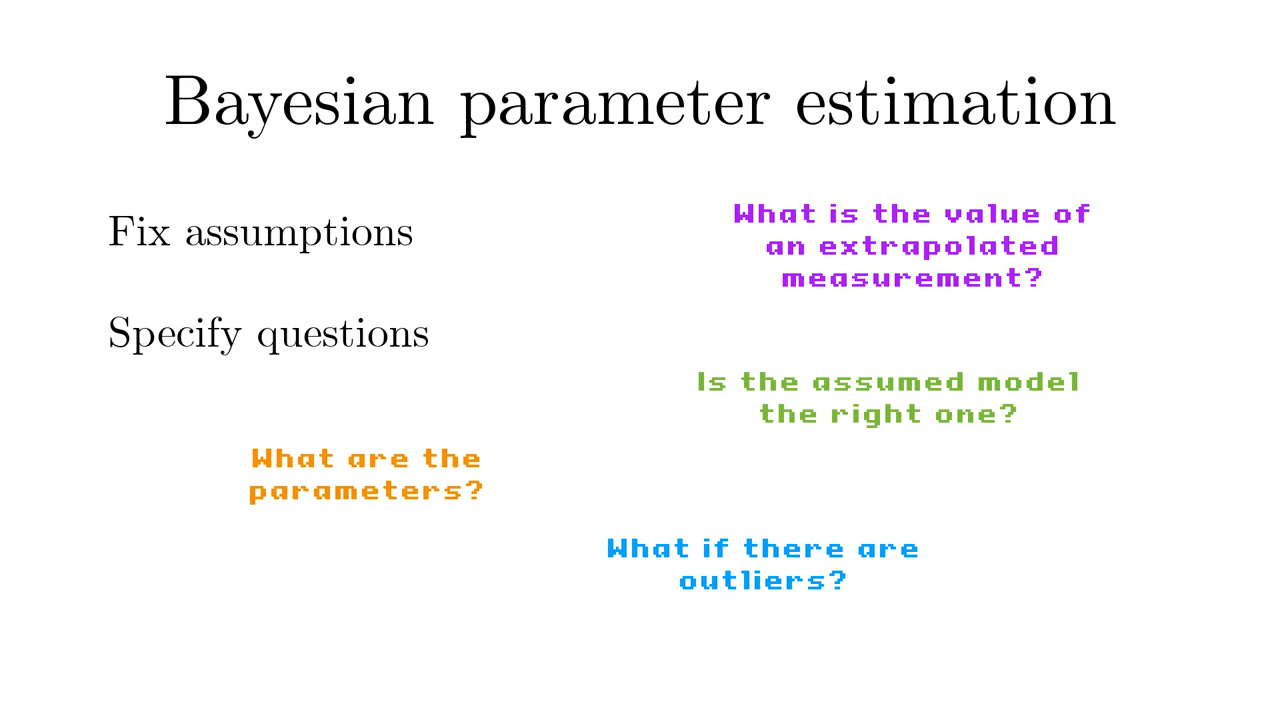 Bayesian parameter estimation
Fix assumptions
Specify questions
What is the value of
an extrapolated
measurement?
Is the assumed model
the right one?
What are the
parameters?
What if there are
outliers?